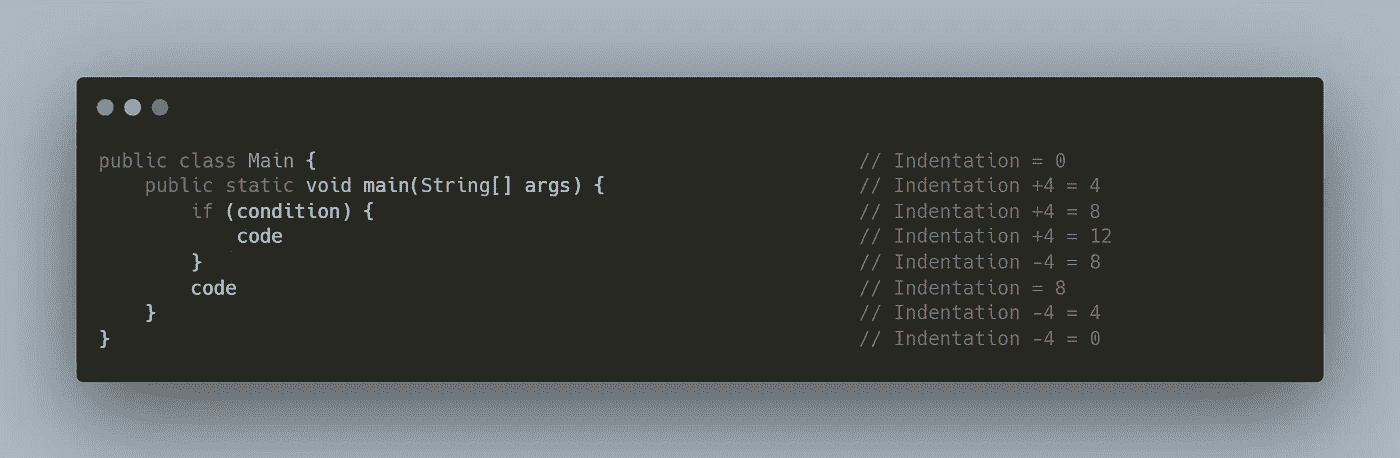 public class Main {                                               // Indentation = 0
    public static void main(String[] args) {                      // Indentation +4 = 4
        if (condition) {                                          // Indentation +4 = 8
            code                                                  // Indentation +4 = 12
        }                                                         // Indentation -4 = 8
        code                                                      // Indentation = 8
    }                                                             // Indentation -4 = 4
}                                                                 // Indentation -4 = 0